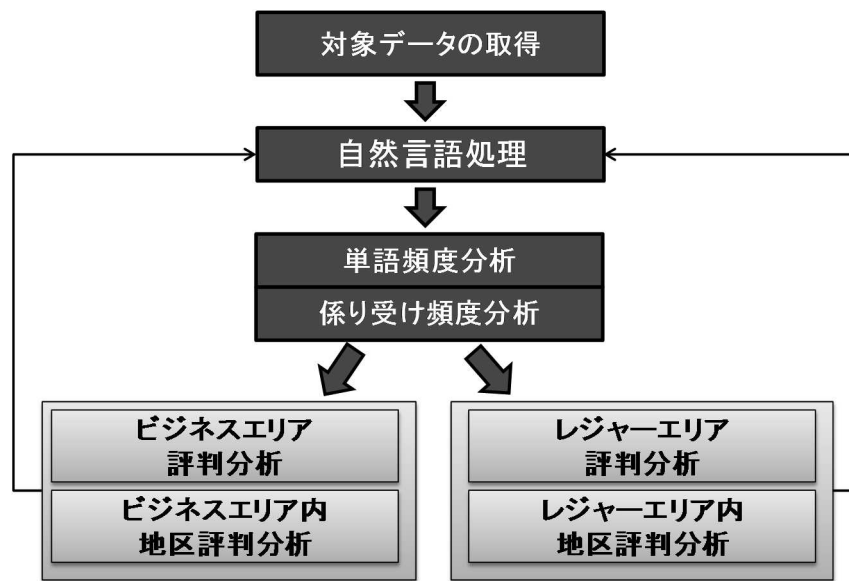 対象データの取得
自然言語処理
単語頻度分析
係り受け頻度分析
ビジネスエリア
評判分析
ビジネスエリア内
地区評判分析
レジャーエリア
評判分析
レジャーエリア内
地区評判分析